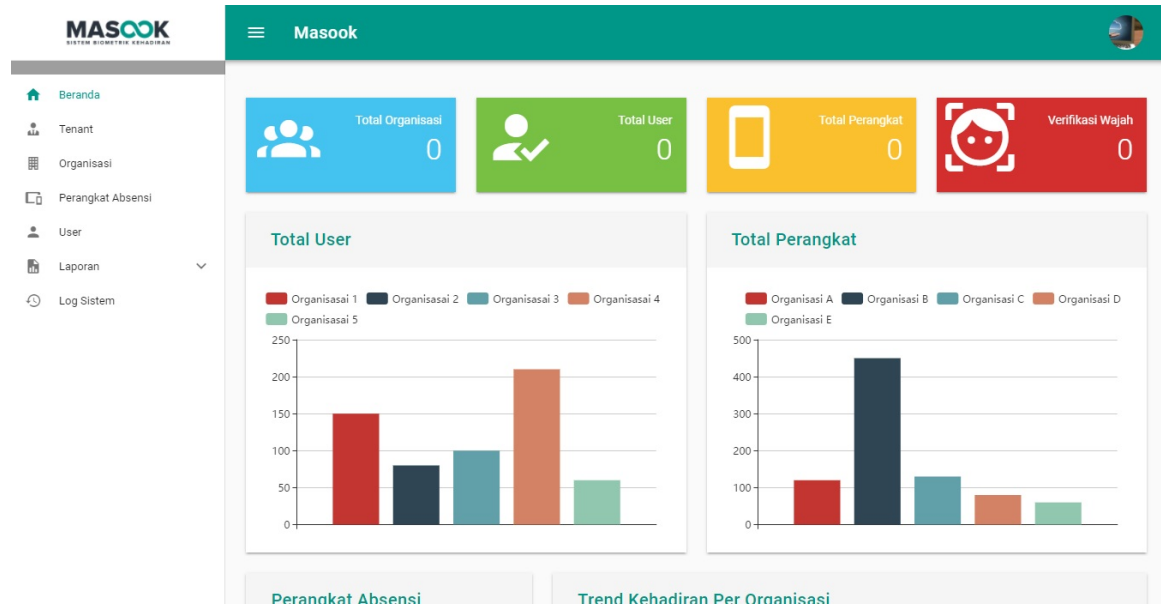 MASOOK
SISTEM BIOMETRIK KEHADIRAN
Masook
Beranda
Tenant
Organisasi
Perangkat Absensi
User
Laporan
Log Sistem
Total Organisasi
0
Total User
0
Total Perangkat
0
Verifikasi Wajah
0
Total User
Organisasai 1 Organisasai 2 Organisasai 3 Organisasai 4
Organisasai 5
250
200
150
100
50
0
Total Perangkat
Organisasi A Organisasi B Organisasi C Organisasi D
Organisasi E
500
400
300
200
100
0
Perangkat Absensi
Trend Kehadiran Per Organisasi